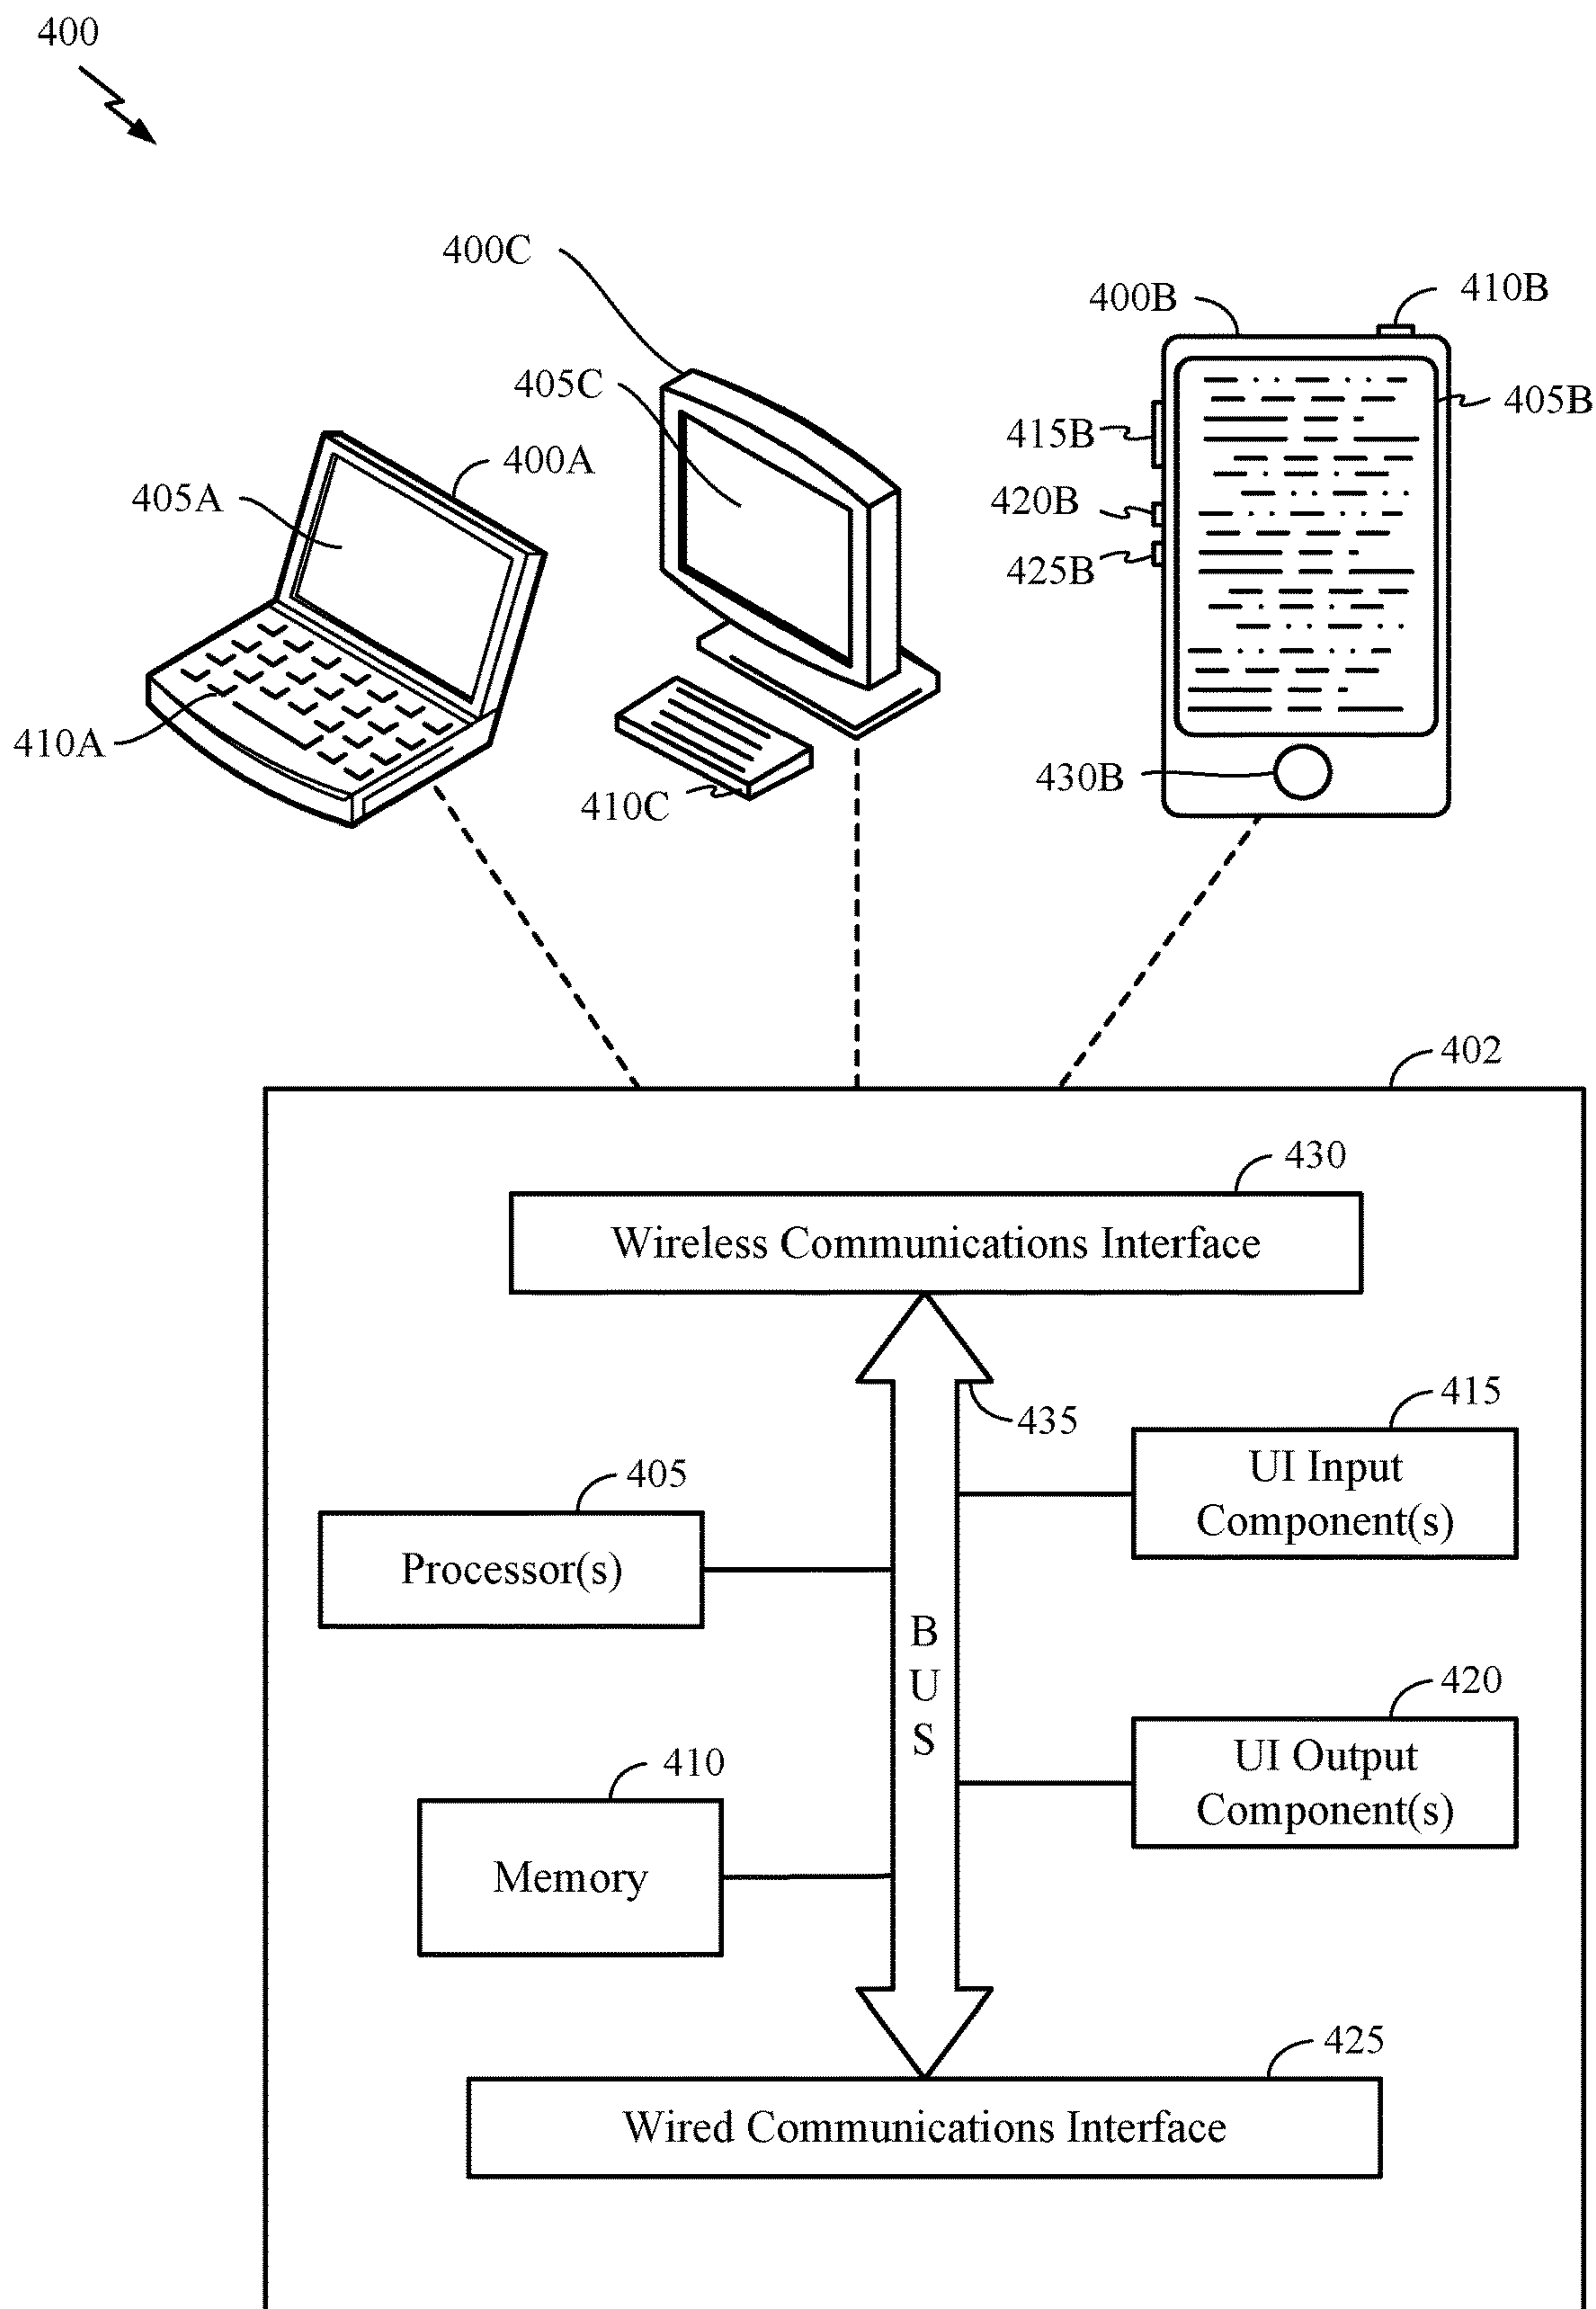 400
400C
405C
400B
410B
405B
415B
420B
425B
430B
400A
405A
410A
410C
402
430
Wireless Communications Interface
435
415
UI Input
Component(s)
405
Processor(s)
B
U
S
420
UI Output
Component(s)
410
Memory
425
Wired Communications Interface